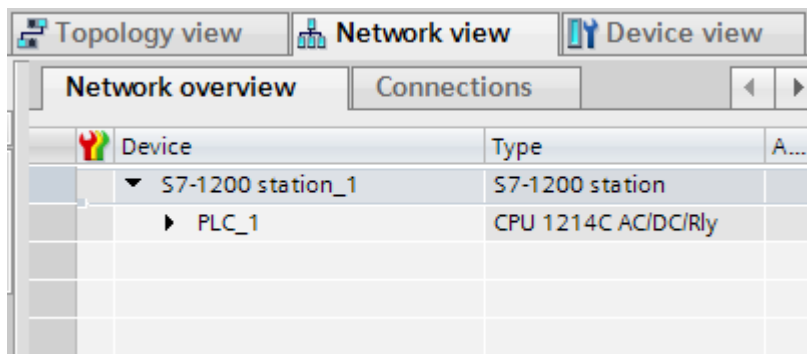 Topology view Network view Device view
Network overview Connections
Device Type A...
S7-1200 station_1 S7-1200 station
PLC_1 CPU 1214C AC/DC/Rly